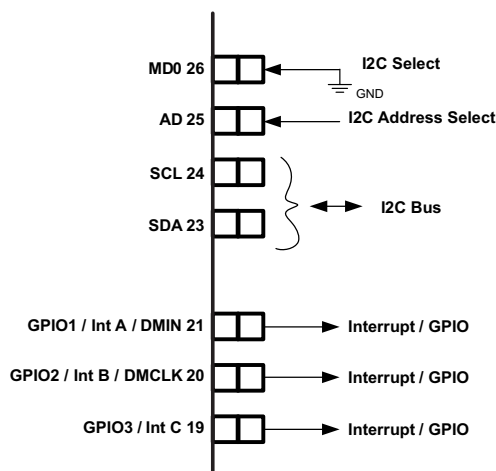 MD0 26
I2C Select
GND
AD 25
I2C Address Select
SCL 24
SDA 23
I2C Bus
GPIO1 / Int A / DMIN 21
Interrupt / GPIO
GPIO2 / Int B / DMCLK 20
Interrupt / GPIO
GPIO3 / Int C 19
Interrupt / GPIO